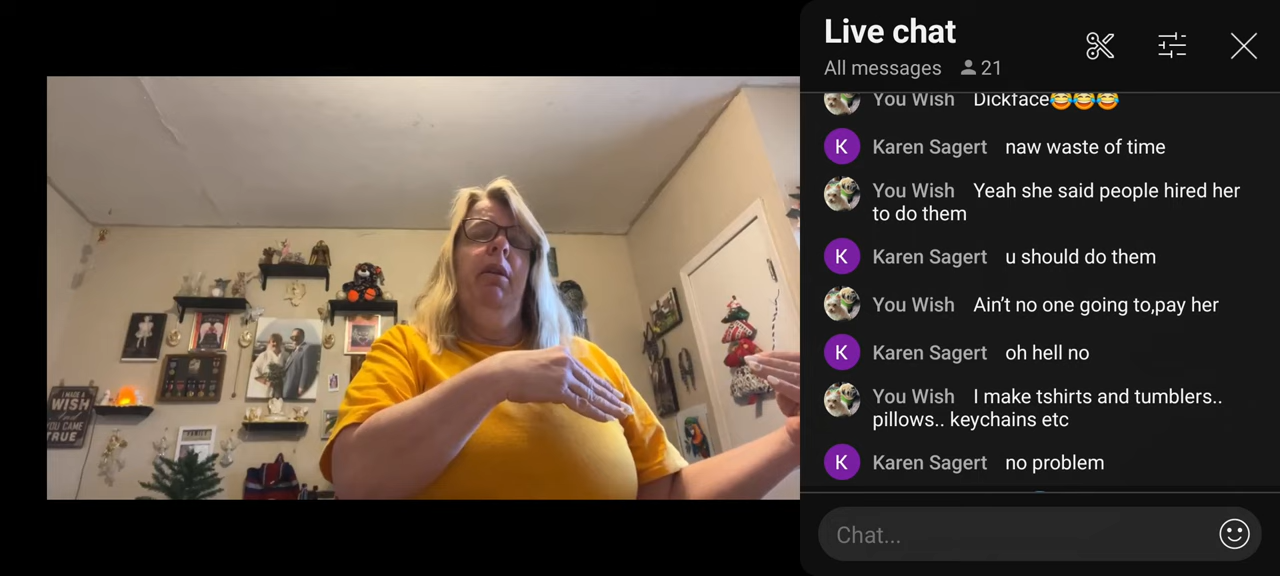 Live chat
All messages 21
You Wish Dickface😂😂😂
K Karen Sagert naw waste of time
You Wish Yeah she said people hired her
to do them
K Karen Sagert u should do them
You Wish Ain't no one going to,pay her
K Karen Sagert oh hell no
You Wish I make tshirts and tumblers..
pillows.. keychains etc
K Karen Sagert no problem
Chat...
I MADE A
WISH
and
YOU CAME
TRUE
FAMILY